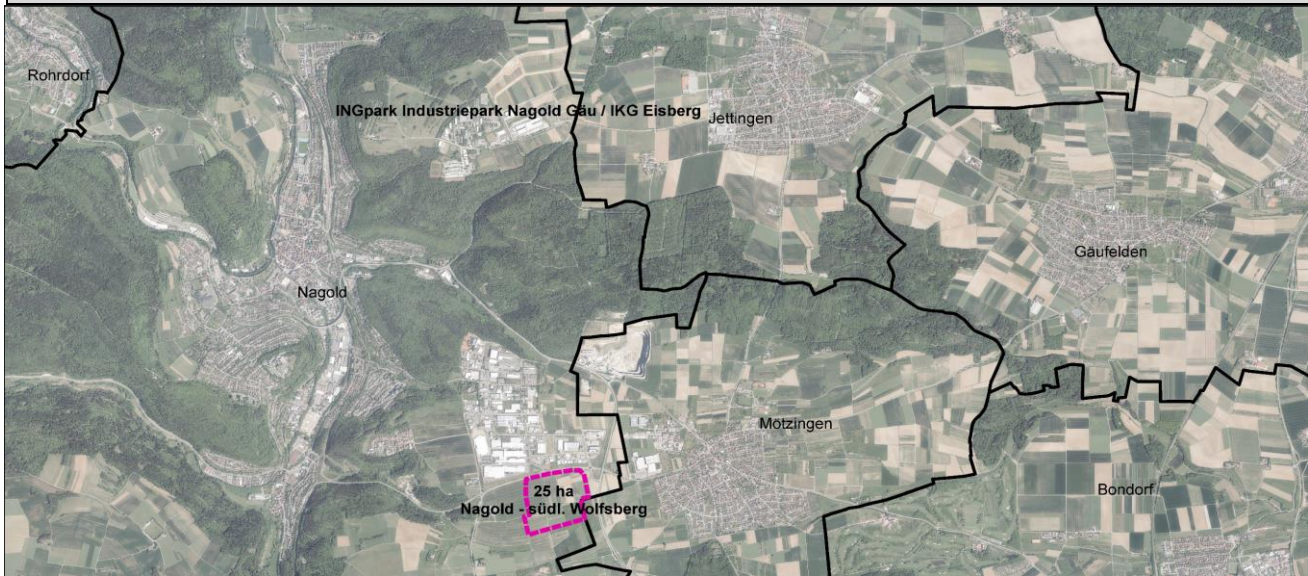 Rohrdorf
INGpark Industriepark Nagold Gäu / IKG Eisberg
Jettingen
Gäufelden
Nagold
Mötzingen
Bondorf
25 ha
Nagold - südl. Wolfsberg